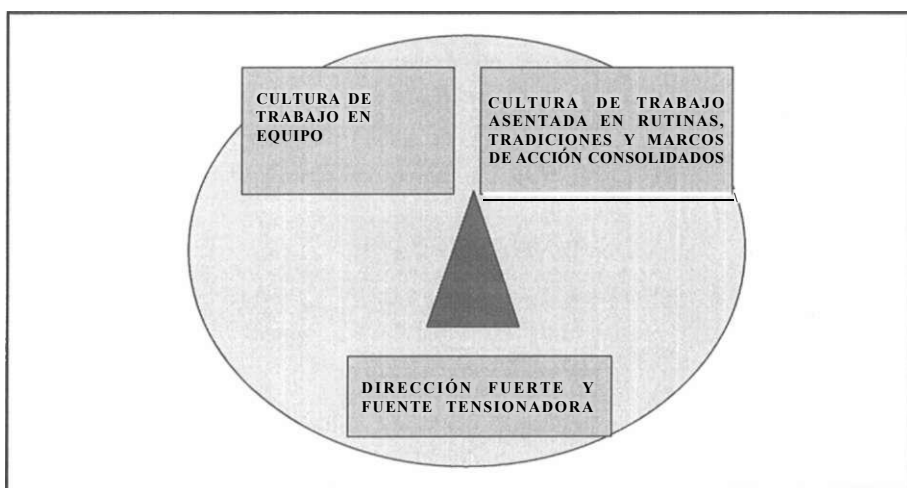 CULTURA DE
TRABAJO EN
EQUIPO
CULTURA DE TRABAJO
ASENTADA EN RUTINAS,
TRADICIONES Y MARCOS
DE ACCIÓN CONSOLIDADOS
DIRECCIÓN FUERTE Y
FUENTE TENSIONADORA